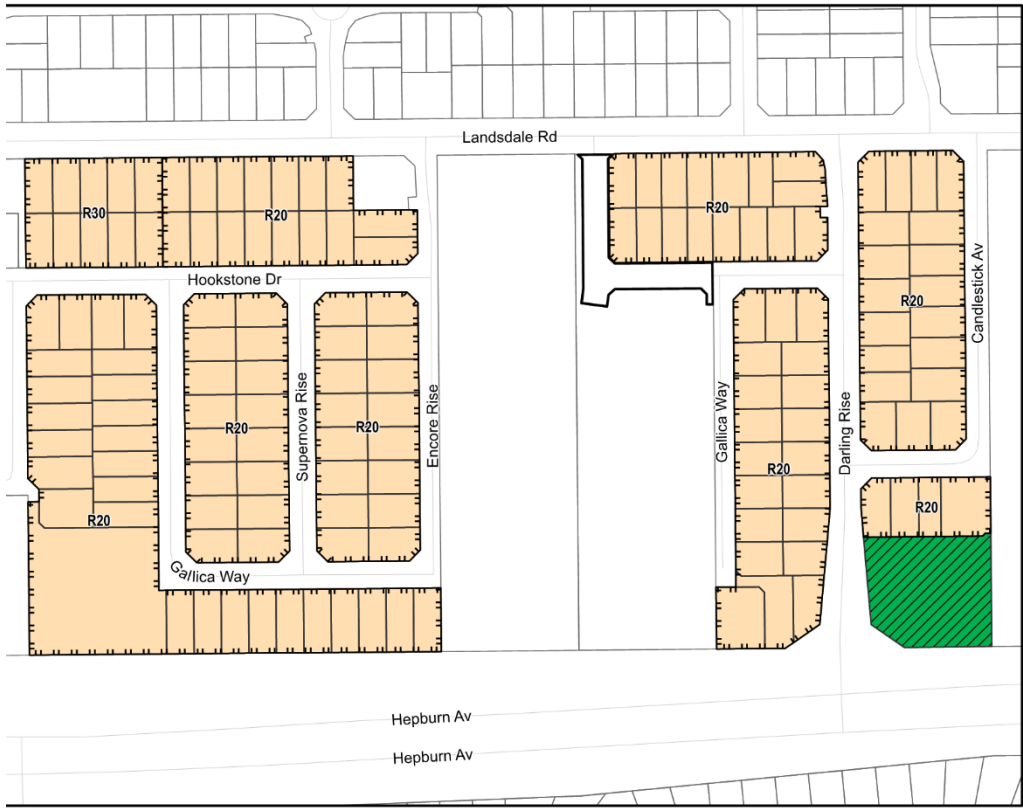 Landsdale Rd
R30
R20
R20
Hookstone Dr
R20
Candlestick Av
Supernova Rise
Encore Rise
Gallica Way
Darling Rise
R20
R20
R20
R20
R20
Gallica Way
Hepburn Av
Hepburn Av